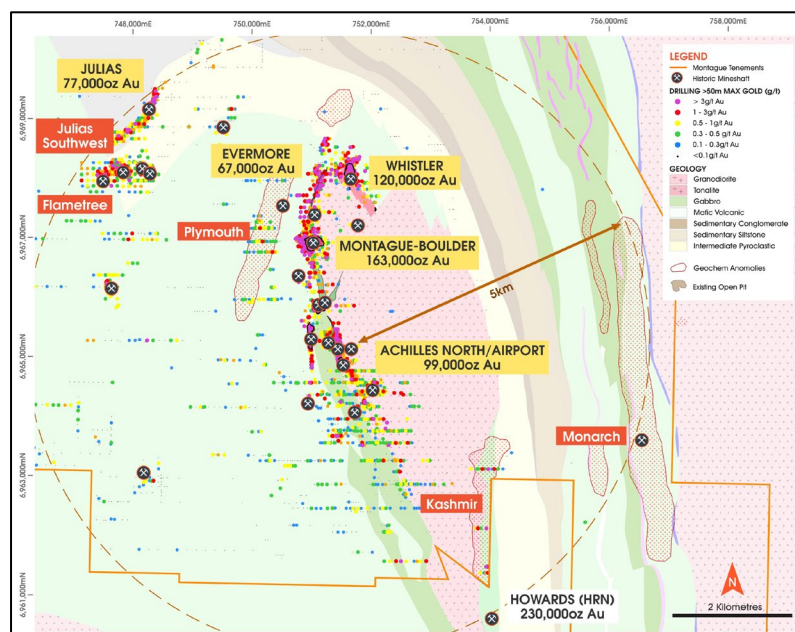 748,000mE
750,000mE
752,000mE
754,000mE
756,000mE
758,000mE
6,969,000mN
6,967,000mN
6,965,000mN
6,963,000mN
6,961,000mN
JULIAS
77,000oz Au
Julias
Southwest
Flametree
EVERMORE
67,000oz Au
WHISTLER
120,000oz Au
Plymouth
MONTAGUE-BOULDER
163,000oz Au
5km
ACHILLES NORTH/AIRPORT
99,000oz Au
Monarch
Kashmir
HOWARDS (HRN)
230,000oz Au
LEGEND
Montague Tenements
Historic Mineshaft
DRILLING >50m MAX GOLD (g/t)
> 3g/t Au
1 - 3g/t Au
0.5 - 1g/t Au
0.3 - 0.5 g/t Au
0.1 - 0.3g/t Au
<0.1g/t Au
GEOLOGY
Granodiorite
Tonalite
Gabbro
Mafic Volcanic
Sedimentary Conglomerate
Sedimentary Siltstone
Intermediate Pyroclastic
Geochem Anomalies
Existing Open Pit
N
2 Kilometres